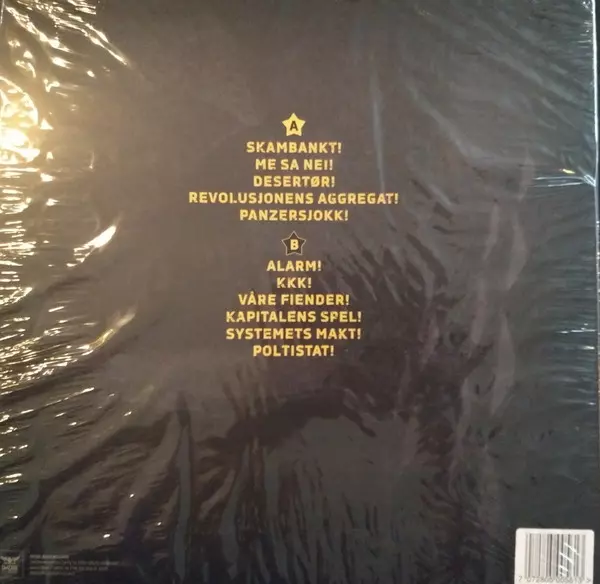 A
SKAMBANKT!
ME SA NEI!
DESERTØR!
REVOLUSJONENS AGGREGAT!
PANZERSJOKK!
B
ALARM!
KKK!
VÅRE FIENDER!
KAPITALENS SPEL!
SYSTEMETS MAKT!
POLTISTAT!